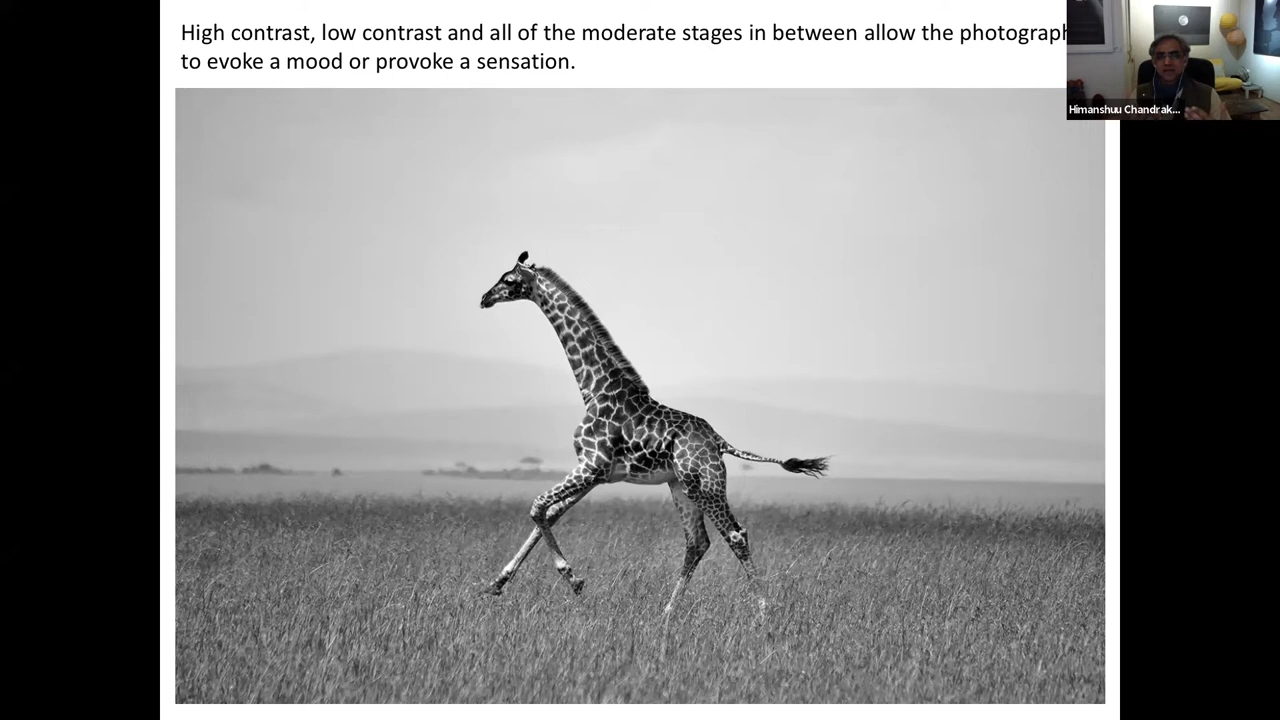 High contrast, low contrast and all of the moderate stages in between allow the
to evoke a mood or provoke a sensation.
Himanshuu Chandrak...